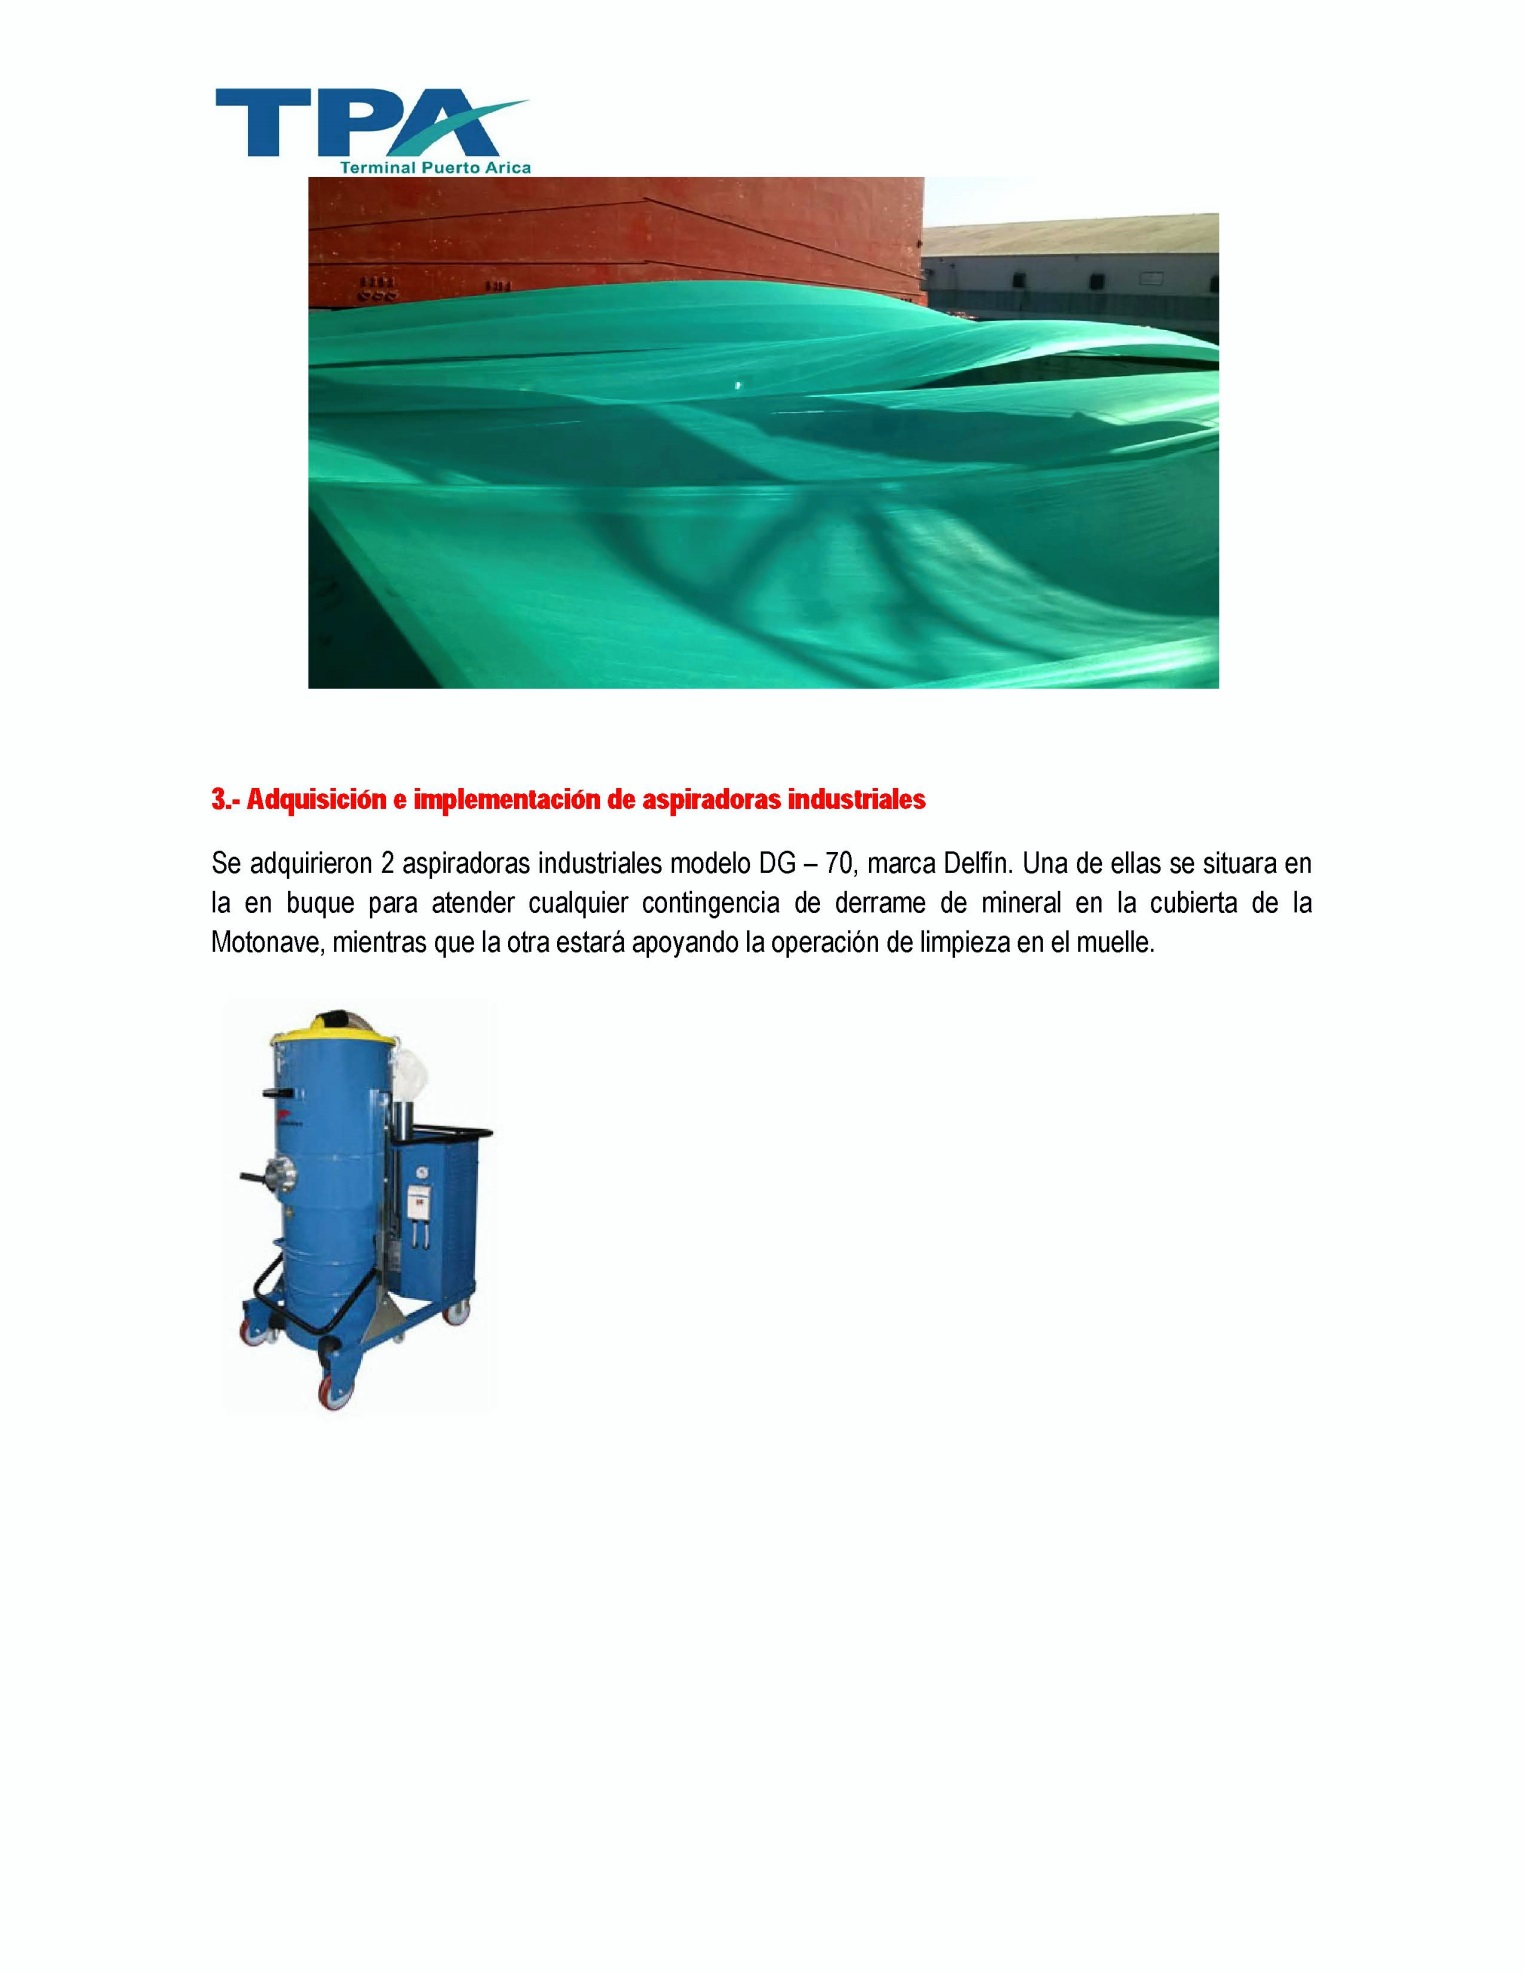 TPA
Terminal Puerto Arica
3.- Adquisición e implementación de aspiradoras industriales
Se adquirieron 2 aspiradoras industriales modelo DG – 70, marca Delfín. Una de ellas se situara en
la en buque para atender cualquier contingencia de derrame de mineral en la cubierta de la
Motonave, mientras que la otra estará apoyando la operación de limpieza en el muelle.